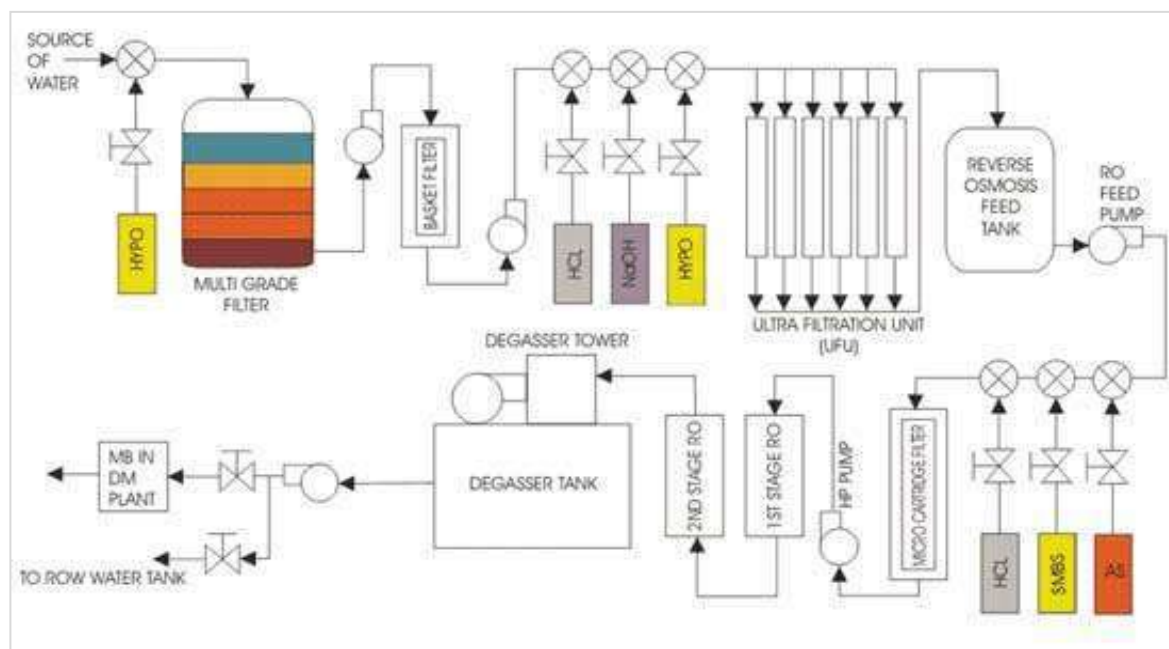 SOURCE
OF
WATER
HYPO
MULTI GRADE
FILTER
BASKET FILTER
HCL
NaOH
HYPO
ULTRA FILTRATION UNIT
(UFU)
REVERSE
OSMOSIS
FEED
TANK
RO
FEED
PUMP
DEGASSER TOWER
DEGASSER TANK
2ND STAGE RO
1ST STAGE RO
HP PUMP
MICRO CARTRIDGE FILTER
HCL
SMBS
AS
MB IN
DM
PLANT
TO ROW WATER TANK